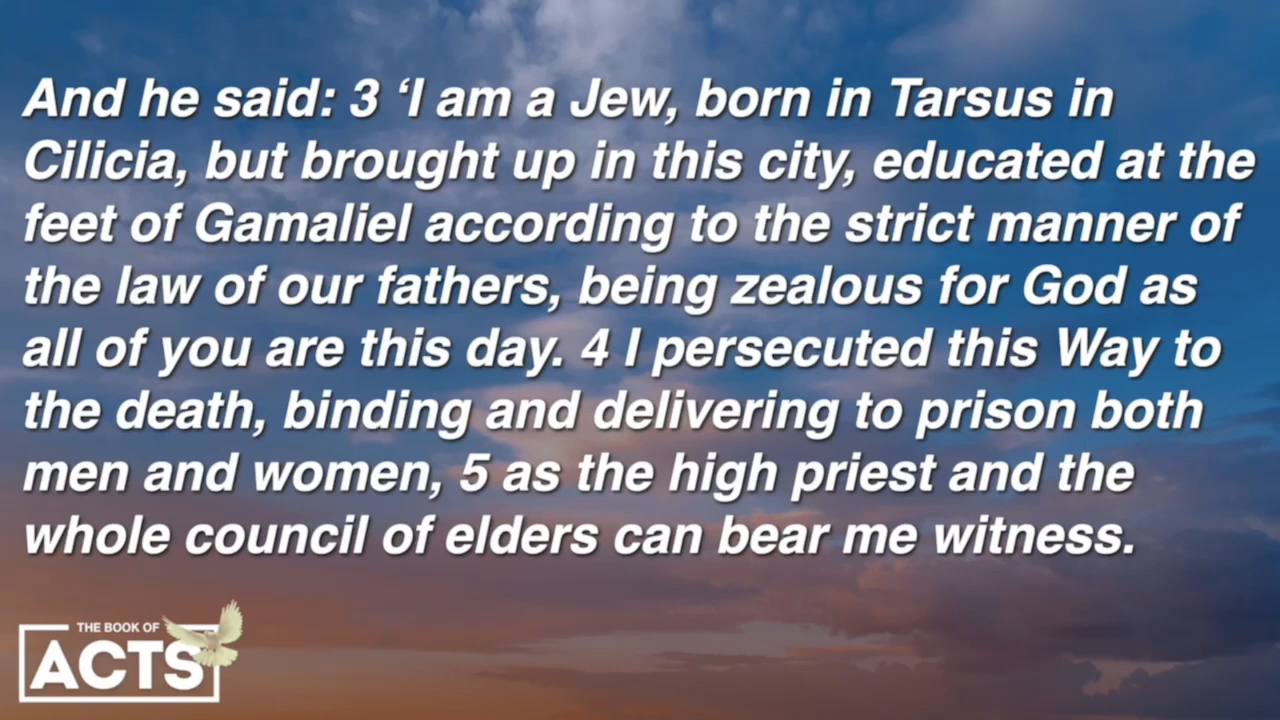 And he said: 3 ‘I am a Jew, born in Tarsus in
Cilicia, but brought up in this city, educated at the
feet of Gamaliel according to the strict manner of
the law of our fathers, being zealous for God as
all of you are this day. 4 I persecuted this Way to
the death, binding and delivering to prison both
men and women, 5 as the high priest and the
whole council of elders can bear me witness.
THE BOOK OF
ACTS